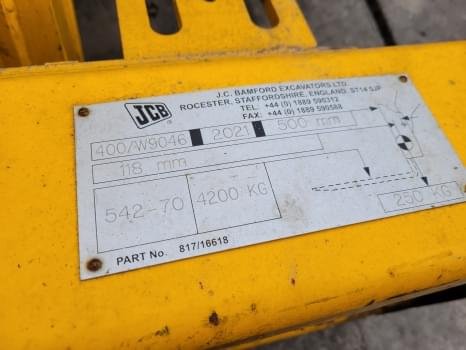 JCB
J.C. BAMFORD EXCAVATORS LTD.
ROCESTER, STAFFORDSHIRE, ENGLAND, ST14 5JP
TEL: +44 (0) 1889 590312
FAX: +44 (0) 1889 590588
400/W9046 2021 500 mm
118 mm
542-70 4200 KG
250 KG
PART No. 817/16618